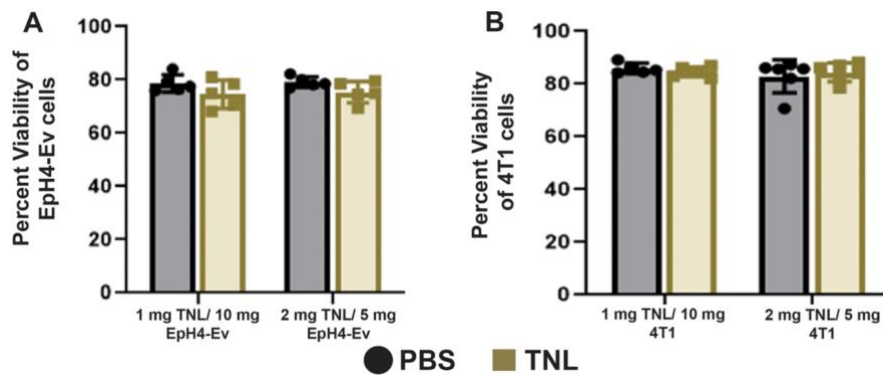 A
Percent Viability of
EpH4-Ev cells
100
80
60
40
20
0
1 mg TNL/ 10 mg
EpH4-Ev
2 mg TNL/ 5 mg
EpH4-Ev
B
Percent Viability
of 4T1 cells
100
80
60
40
20
0
1 mg TNL/ 10 mg
4T1
2 mg TNL/ 5 mg
4T1
PBS
TNL